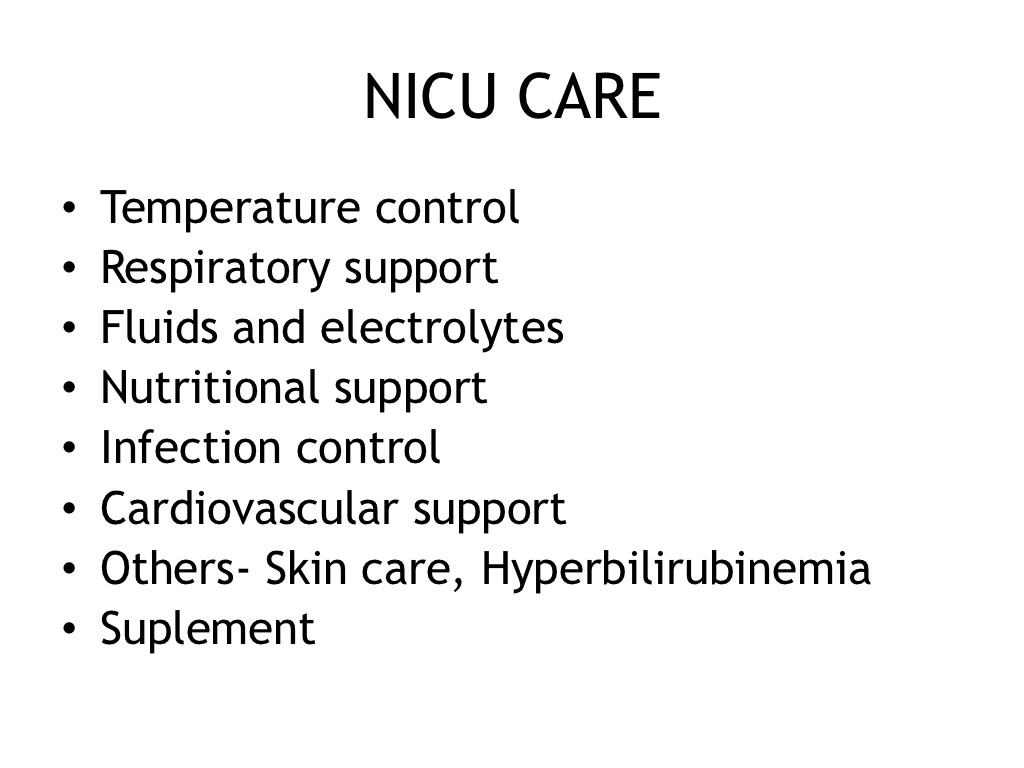 NICU CARE
• Temperature control
• Respiratory support
• Fluids and electrolytes
• Nutritional support
• Infection control
• Cardiovascular support
• Others- Skin care, Hyperbilirubinemia
• Suplement